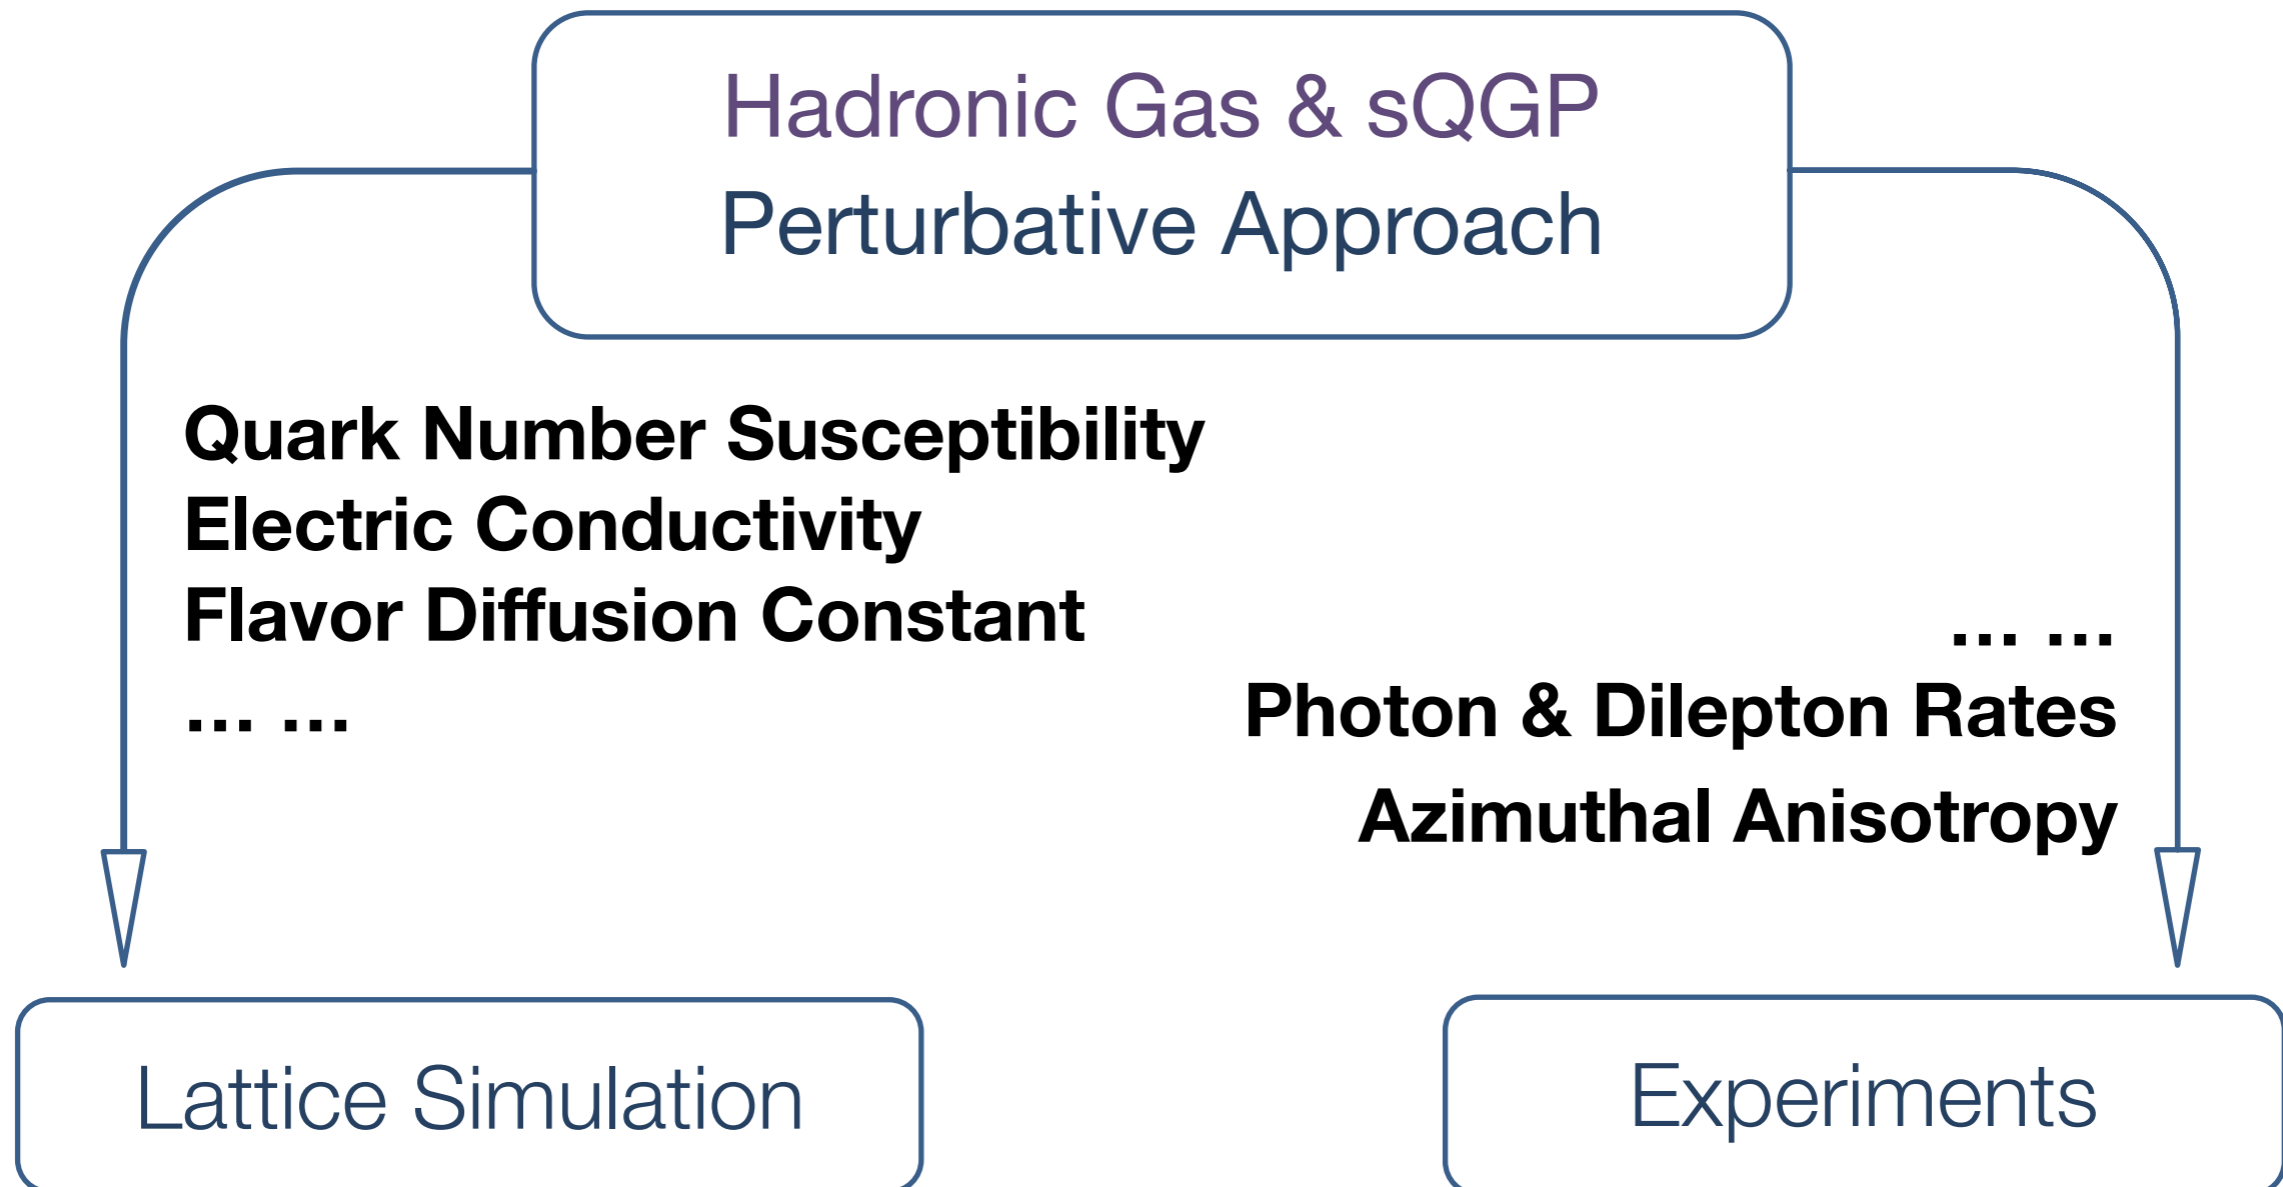 Hadronic Gas & sQGP
Perturbative Approach
Quark Number Susceptibility
Electric Conductivity
Flavor Diffusion Constant
... ...
... ...
Photon & Dilepton Rates
Azimuthal Anisotropy
Lattice Simulation
Experiments